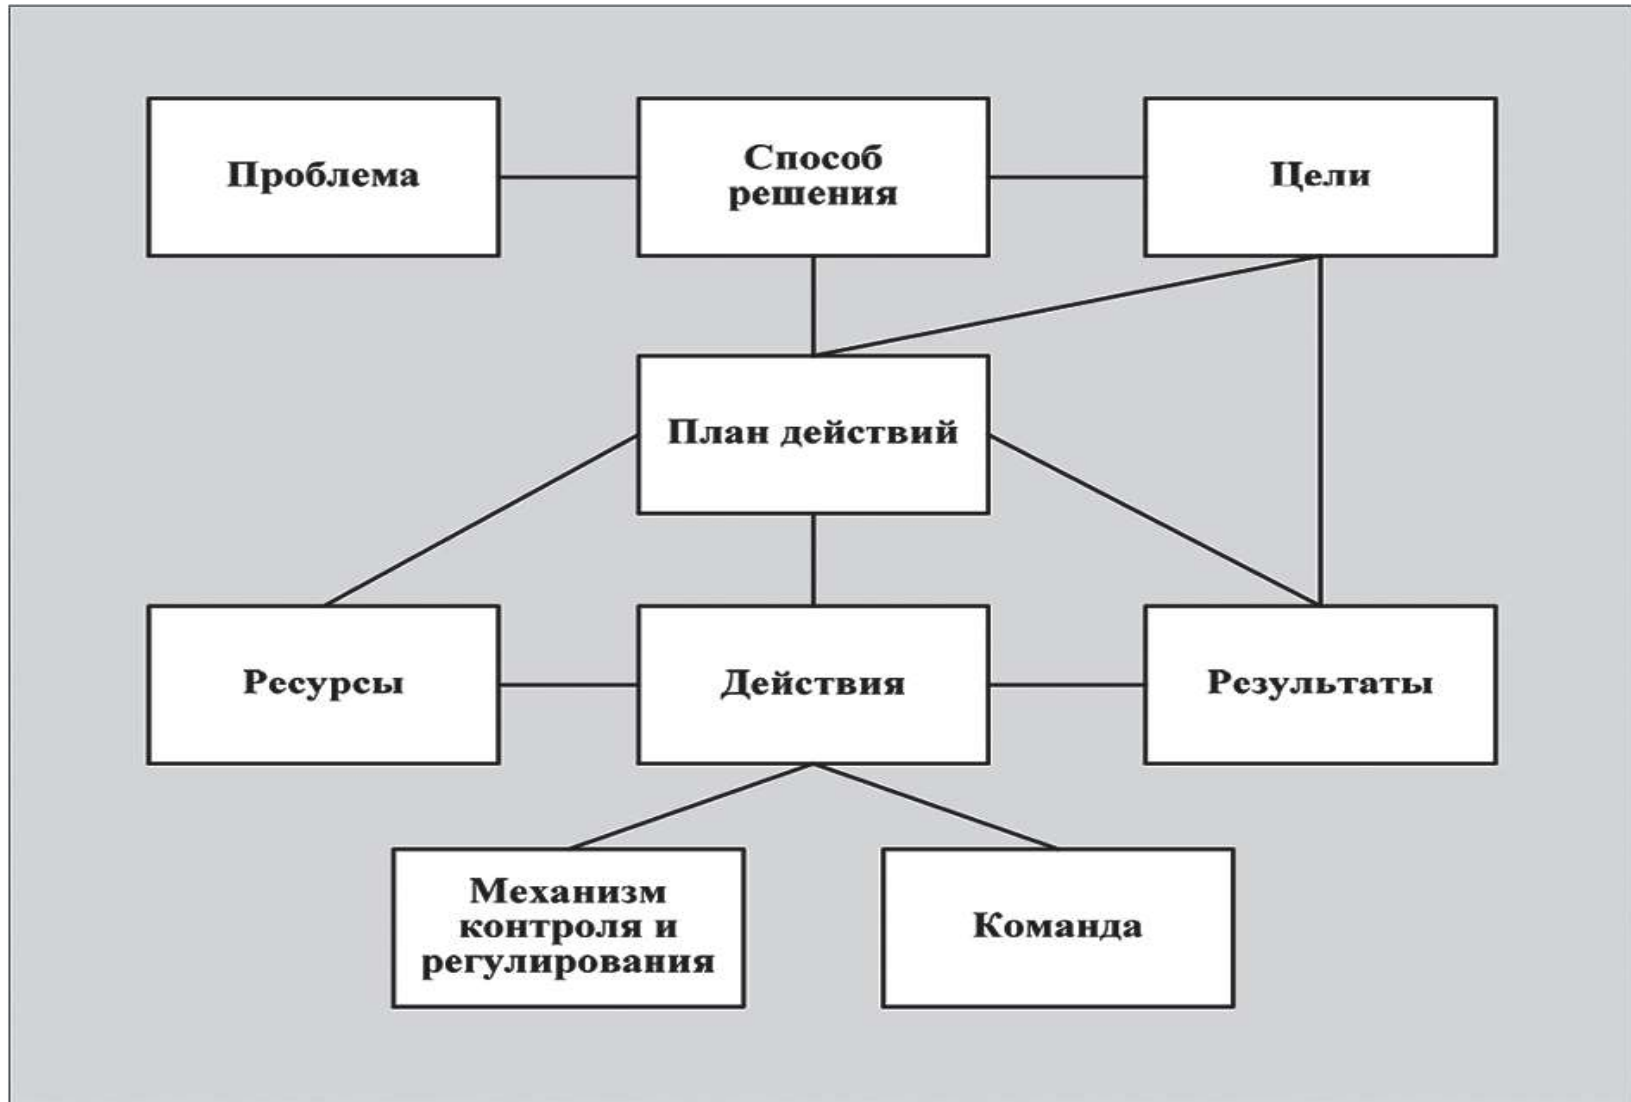 Проблема
Способ
решения
Цели
План действий
Ресурсы
Действия
Результаты
Механизм
контроля и
регулирования
Команда